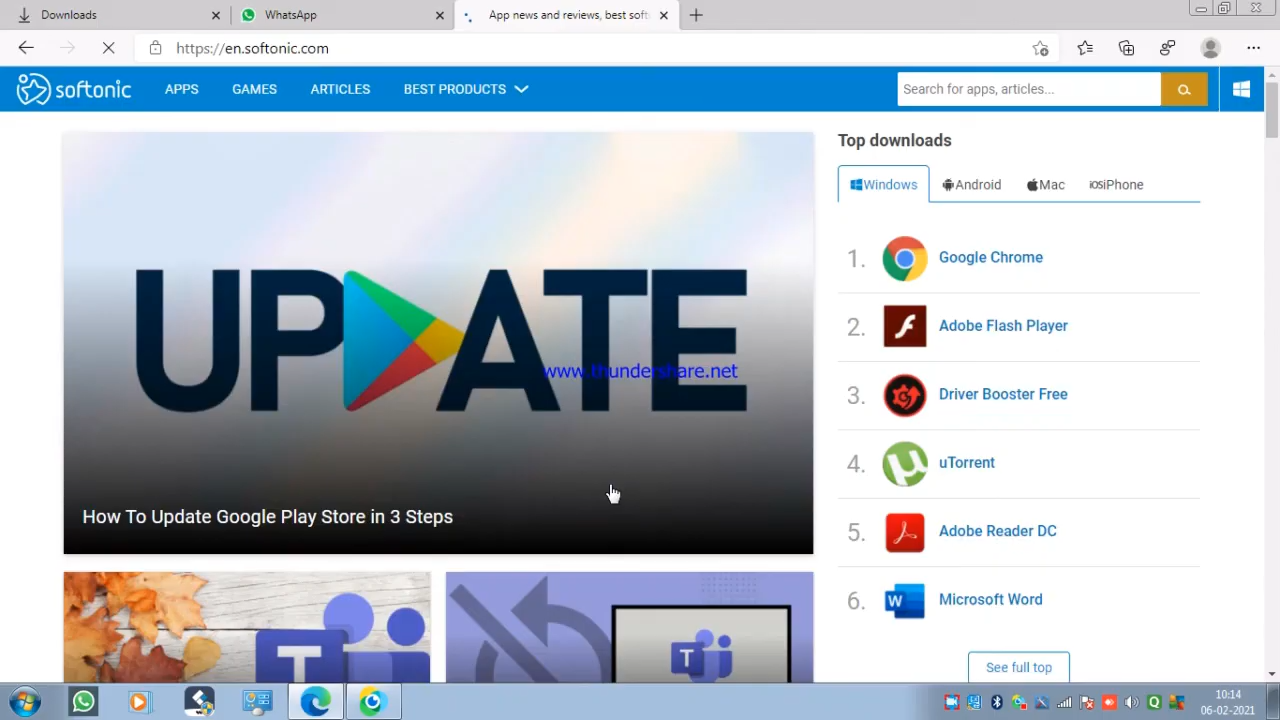 Downloads
WhatsApp
App news and reviews, best soft
https://en.softonic.com
softonic
APPS
GAMES
ARTICLES
BEST PRODUCTS
Search for apps, articles...
UPDATE
www.thundershare.net
How To Update Google Play Store in 3 Steps
Top downloads
Windows
Android
Mac
iOS iPhone
1. Google Chrome
2. Adobe Flash Player
3. Driver Booster Free
4. uTorrent
5. Adobe Reader DC
6. Microsoft Word
See full top
10:14
06-02-2021